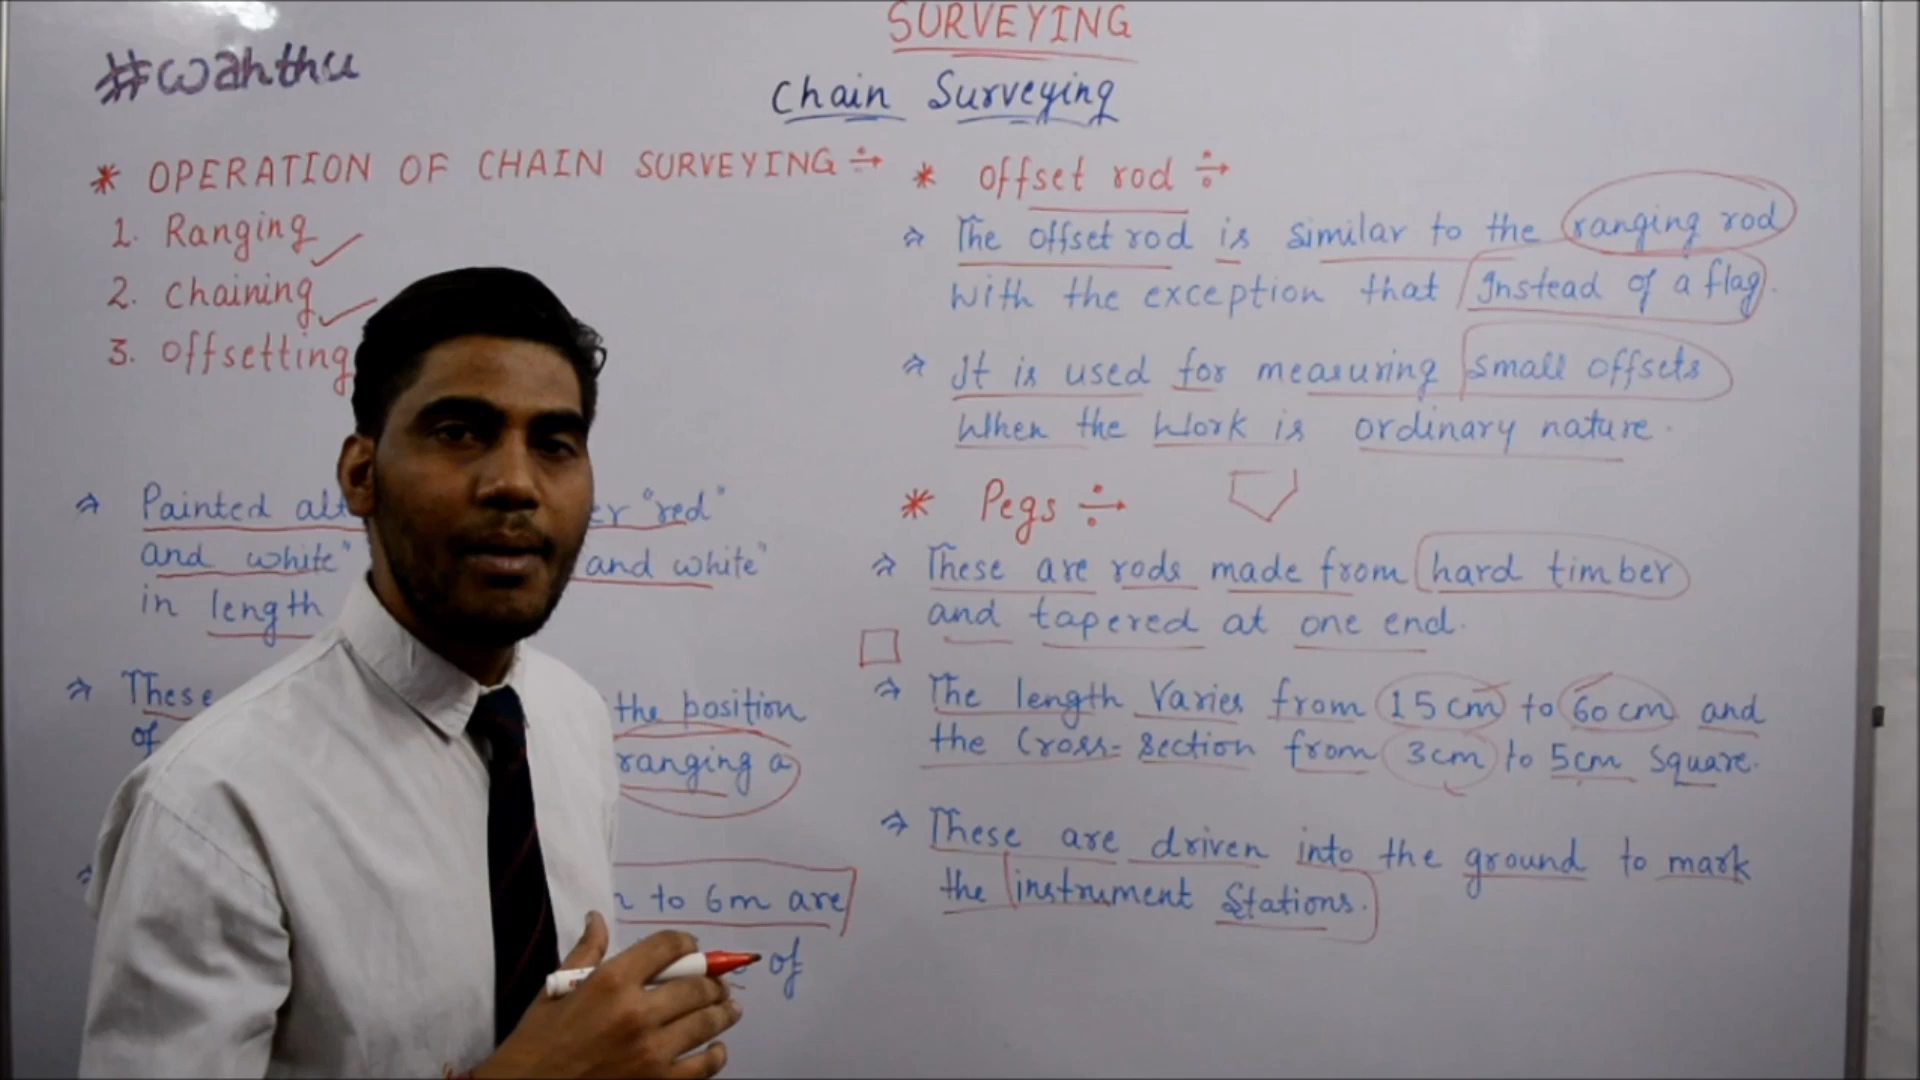 SURVEYING
#wahthu
Chain Surveying
* OPERATION OF CHAIN SURVEYING
1. Ranging
2. Chaining
3. Offsetting
Painted "red"
and white" and white"
in length
These the position
of
ranging a
to 6m are
of
* Offset rod
The offset rod is similar to the ranging rod
with the exception that instead of a flag.
It is used for measuring small offsets
When the work is ordinary nature.
* Pegs
These are rods made from hard timber
and tapered at one end.
The length varies from 15cm to 60cm and
the cross-section from 3cm to 5cm square.
These are driven into the ground to mark
the instrument stations.